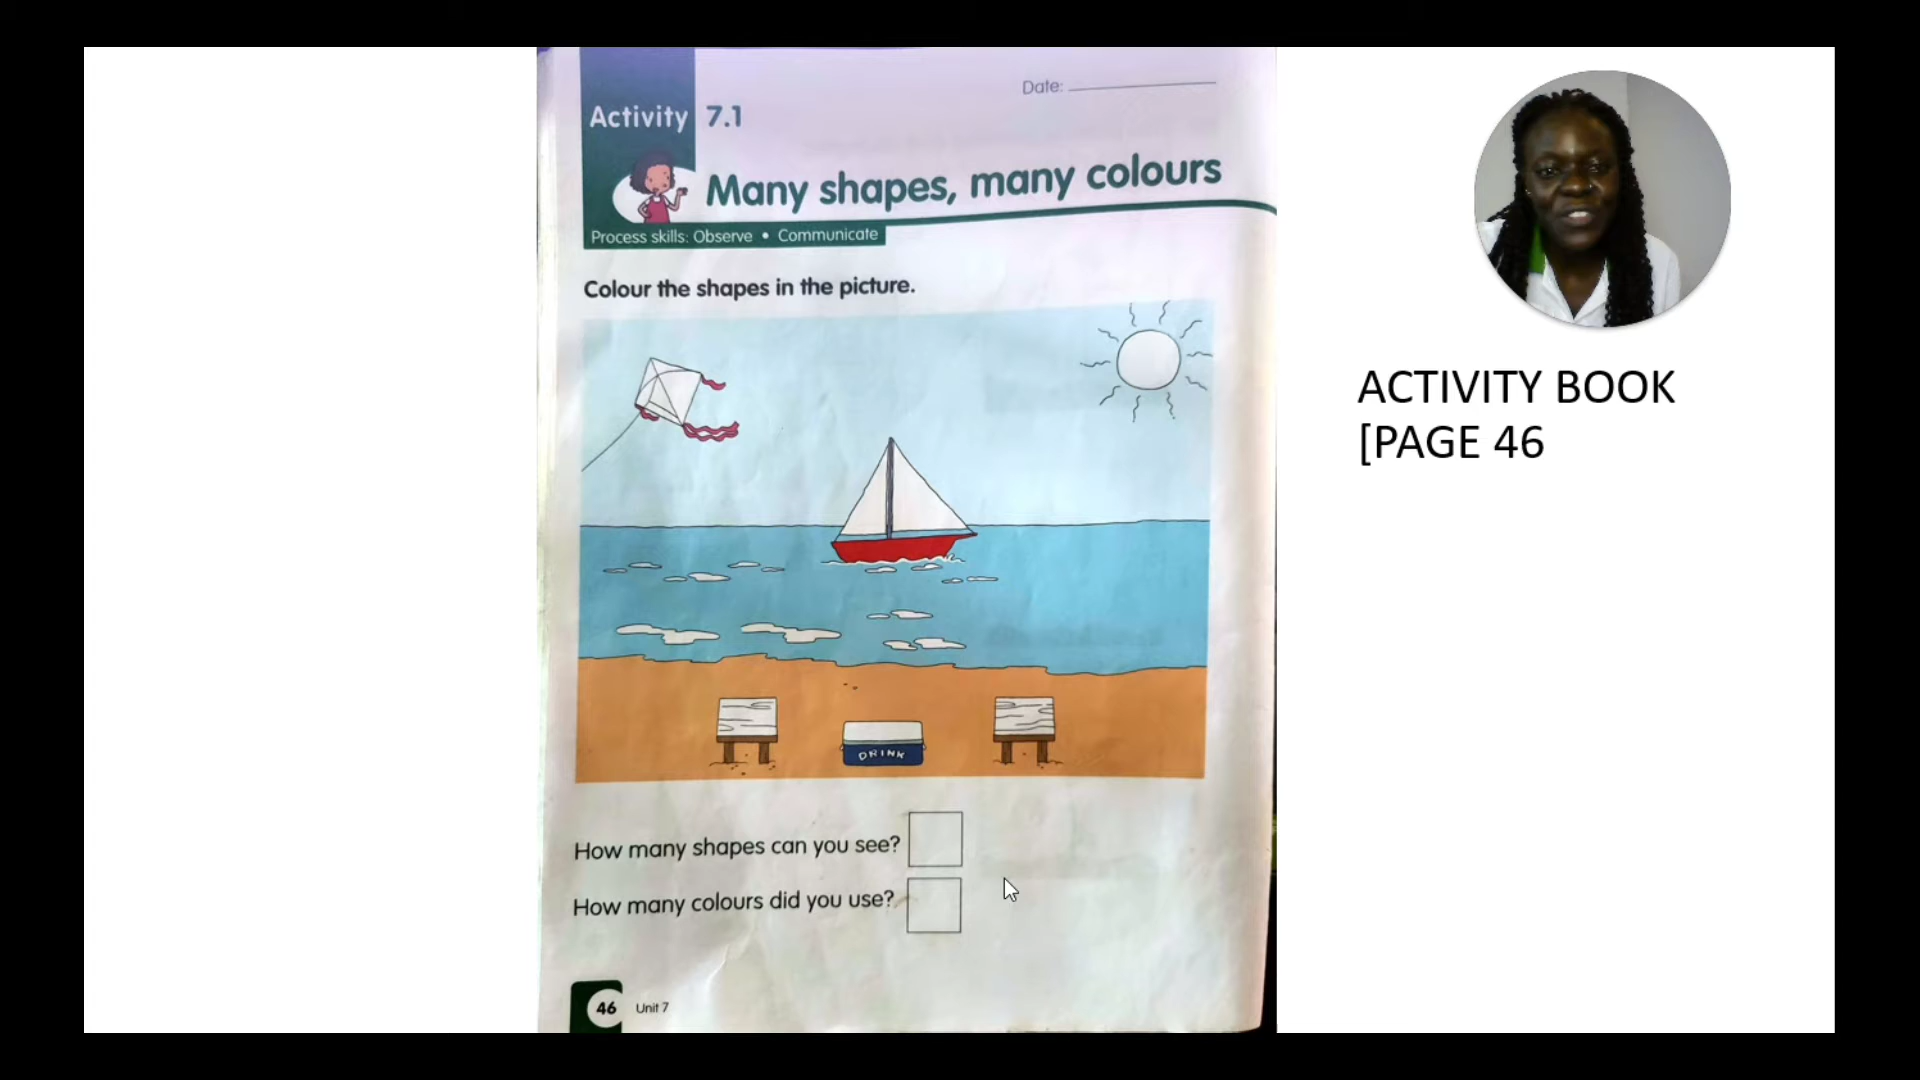 Date:
Activity 7.1
Many shapes, many colours
Process skills: Observe • Communicate
Colour the shapes in the picture.
DRINK
How many shapes can you see?
How many colours did you use?
46 Unit 7
ACTIVITY BOOK
[PAGE 46